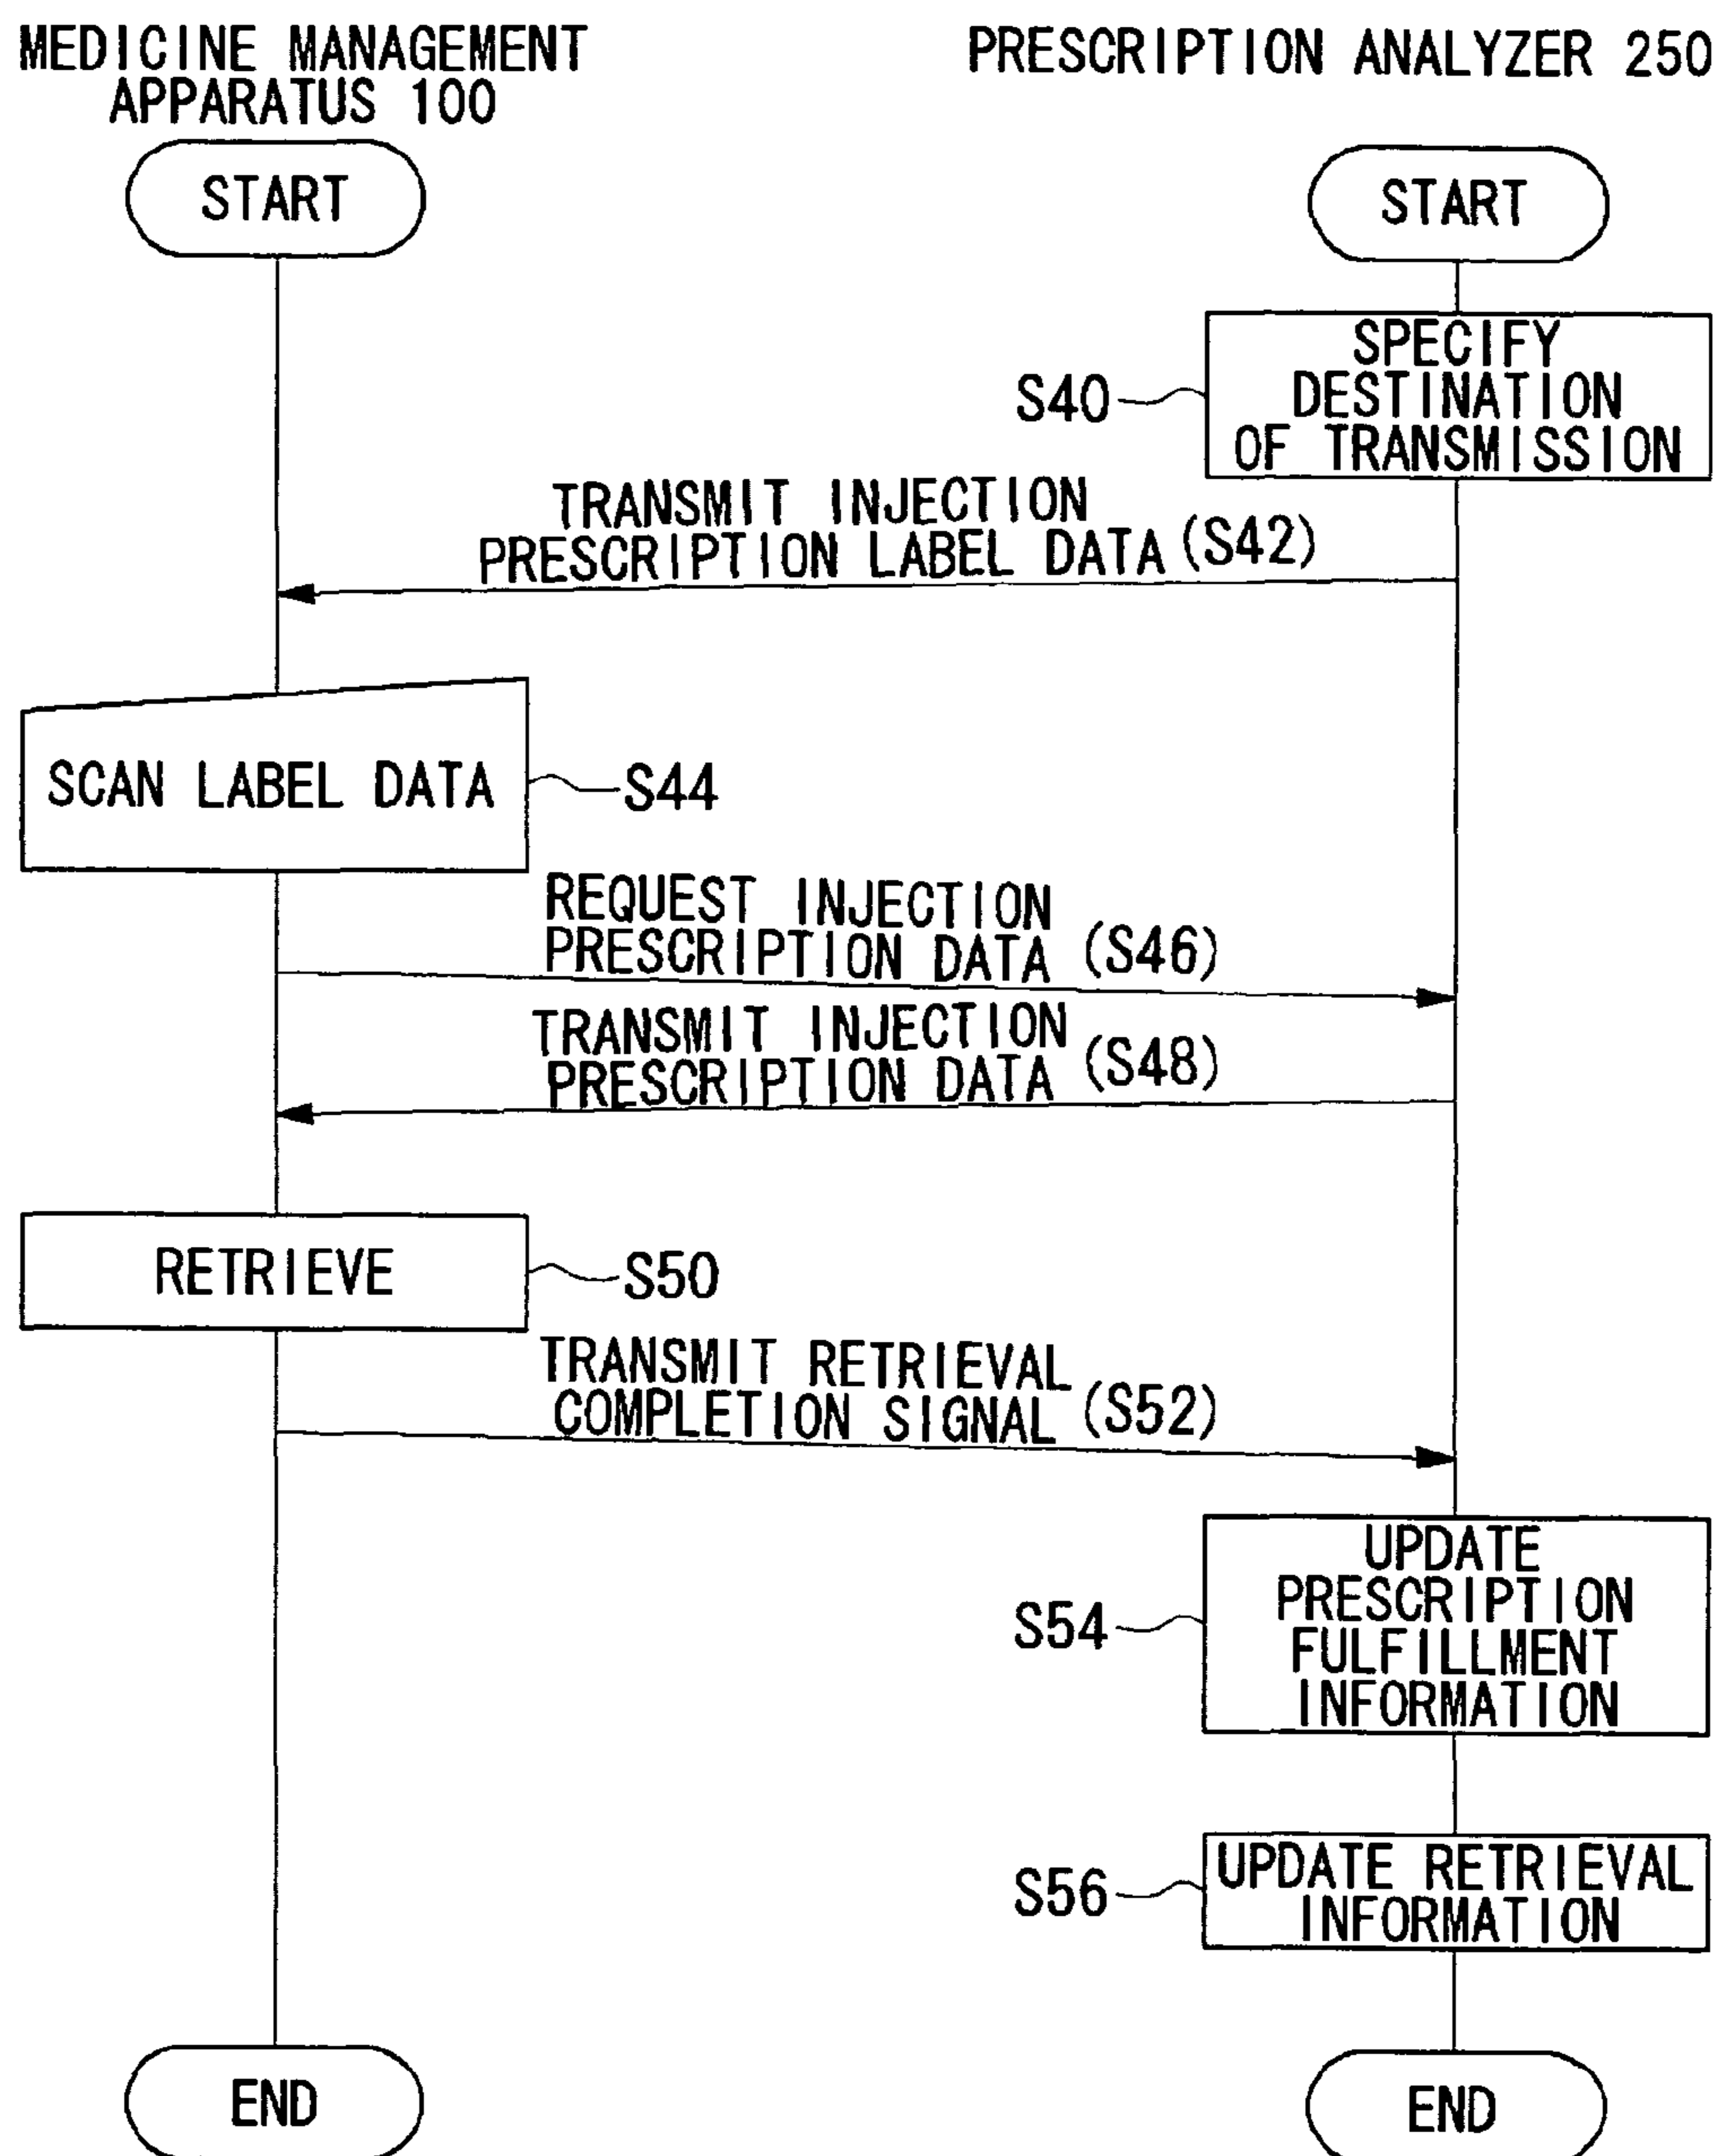 MEDICINE MANAGEMENT
APPARATUS 100
PRESCRIPTION ANALYZER 250
START
START
SPECIFY
DESTINATION
OF TRANSMISSION
S40
TRANSMIT INJECTION
PRESCRIPTION LABEL DATA (S42)
SCAN LABEL DATA
S44
REQUEST INJECTION
PRESCRIPTION DATA (S46)
TRANSMIT INJECTION
PRESCRIPTION DATA (S48)
RETRIEVE
S50
TRANSMIT RETRIEVAL
COMPLETION SIGNAL (S52)
UPDATE
PRESCRIPTION
FULFILLMENT
INFORMATION
S54
UPDATE RETRIEVAL
INFORMATION
S56
END
END